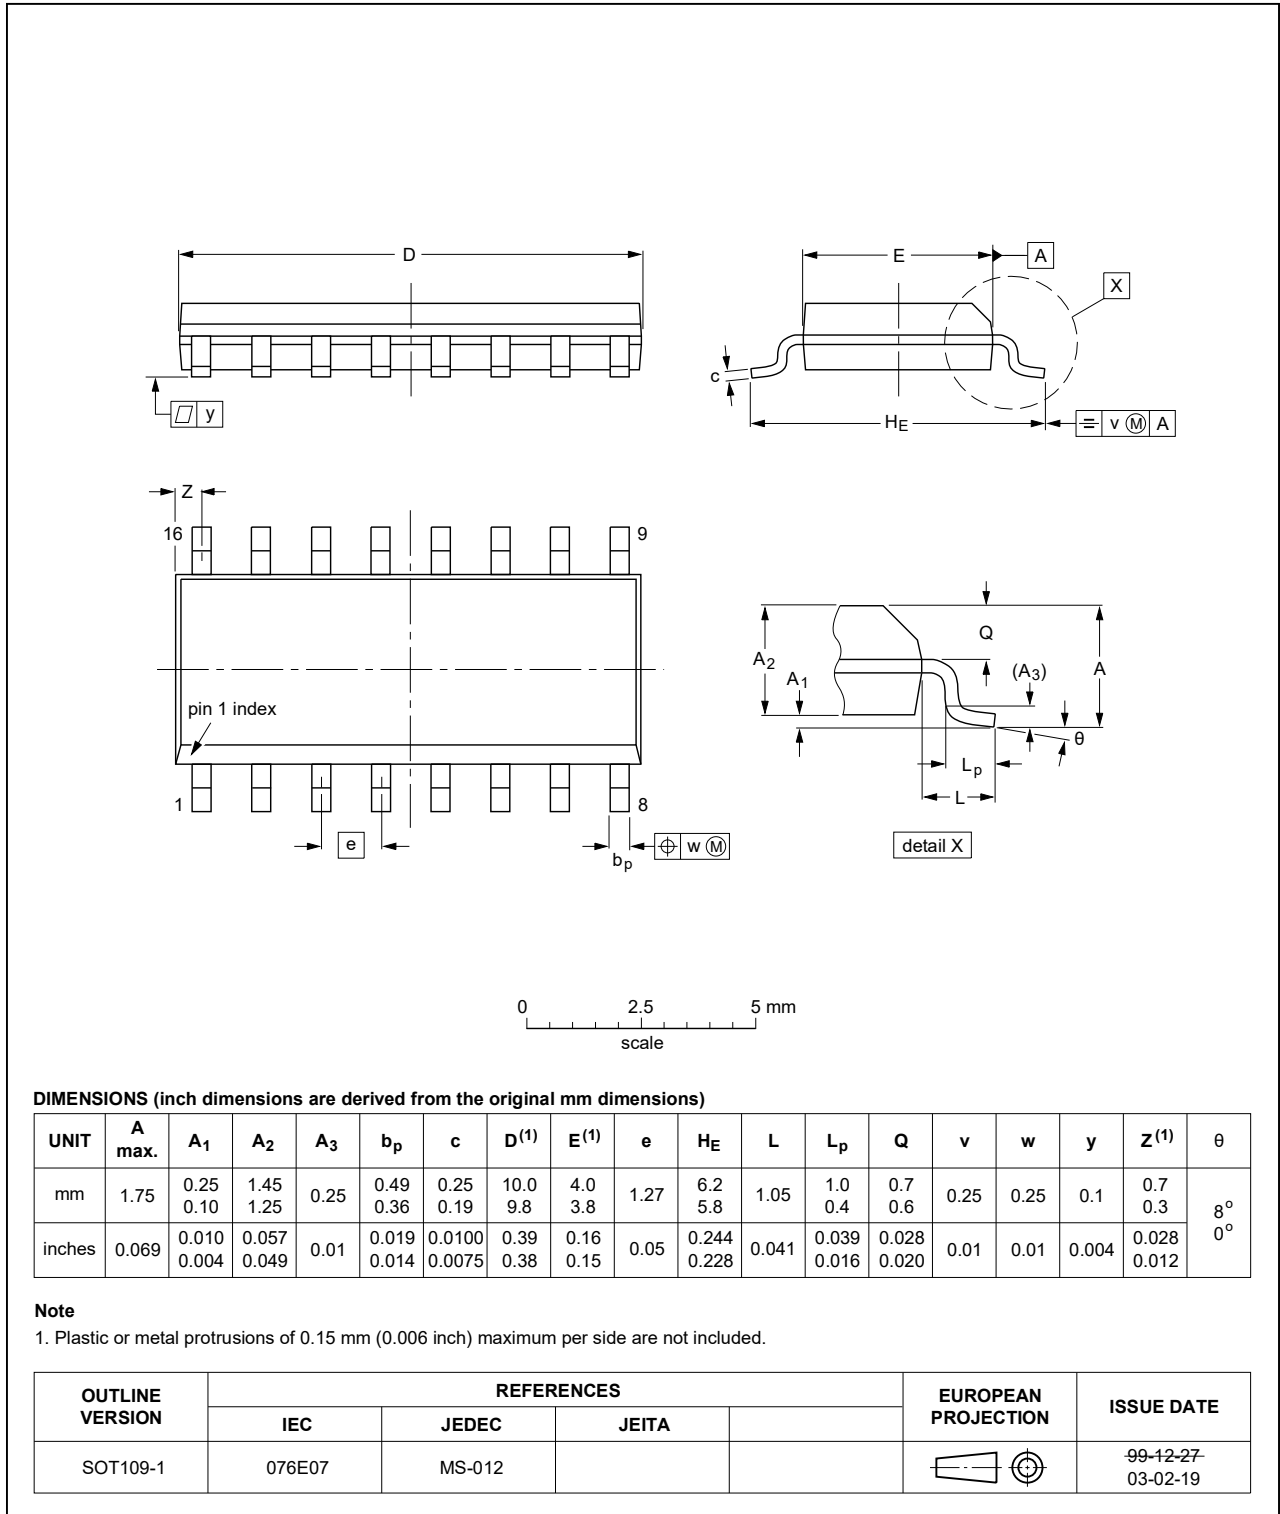 D
E
A
X
c
y
HE
v M A
Z
16
9
pin 1 index
1
8
e
bp
w M
Q
A2
A1
(A3)
A
θ
Lp
L
detail X
0 2.5 5 mm
scale
DIMENSIONS (inch dimensions are derived from the original mm dimensions)
UNIT A max. A1 A2 A3 bp c D(1) E(1) e HE L Lp Q v w y Z(1) θ
mm 1.75 0.25 0.10 1.45 1.25 0.25 0.49 0.36 0.25 0.19 10.0 9.8 4.0 3.8 1.27 6.2 5.8 1.05 1.0 0.4 0.7 0.6 0.25 0.25 0.1 0.7 0.3 8° 0°
inches 0.069 0.010 0.004 0.057 0.049 0.01 0.019 0.014 0.0100 0.0075 0.39 0.38 0.16 0.15 0.05 0.244 0.228 0.041 0.039 0.016 0.028 0.020 0.01 0.01 0.004 0.028 0.012
Note
1. Plastic or metal protrusions of 0.15 mm (0.006 inch) maximum per side are not included.
OUTLINE VERSION REFERENCES EUROPEAN PROJECTION ISSUE DATE
IEC JEDEC JEITA
SOT109-1 076E07 MS-012 99-12-27
03-02-19